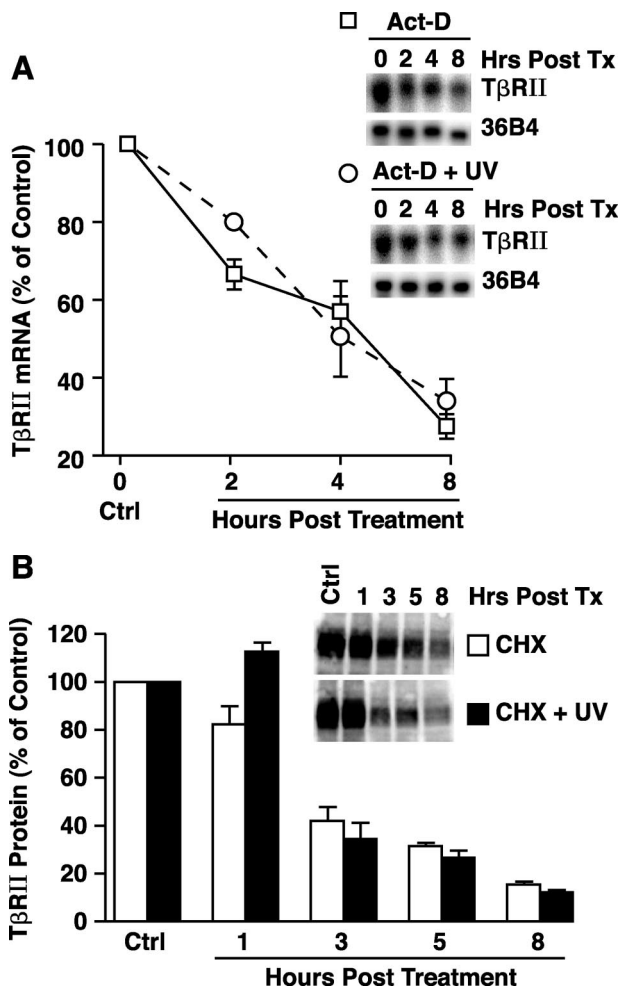 A
Act-D
0 2 4 8 Hrs Post Tx
TβRII
36B4
Act-D + UV
0 2 4 8 Hrs Post Tx
TβRII
36B4
TβRII mRNA (% of Control)
100
80
60
40
20
0 2 4 8
Ctrl
Hours Post Treatment
B
Ctrl 1 3 5 8 Hrs Post Tx
CHX
CHX + UV
TβRII Protein (% of Control)
120
100
80
60
40
20
0
Ctrl 1 3 5 8
Hours Post Treatment